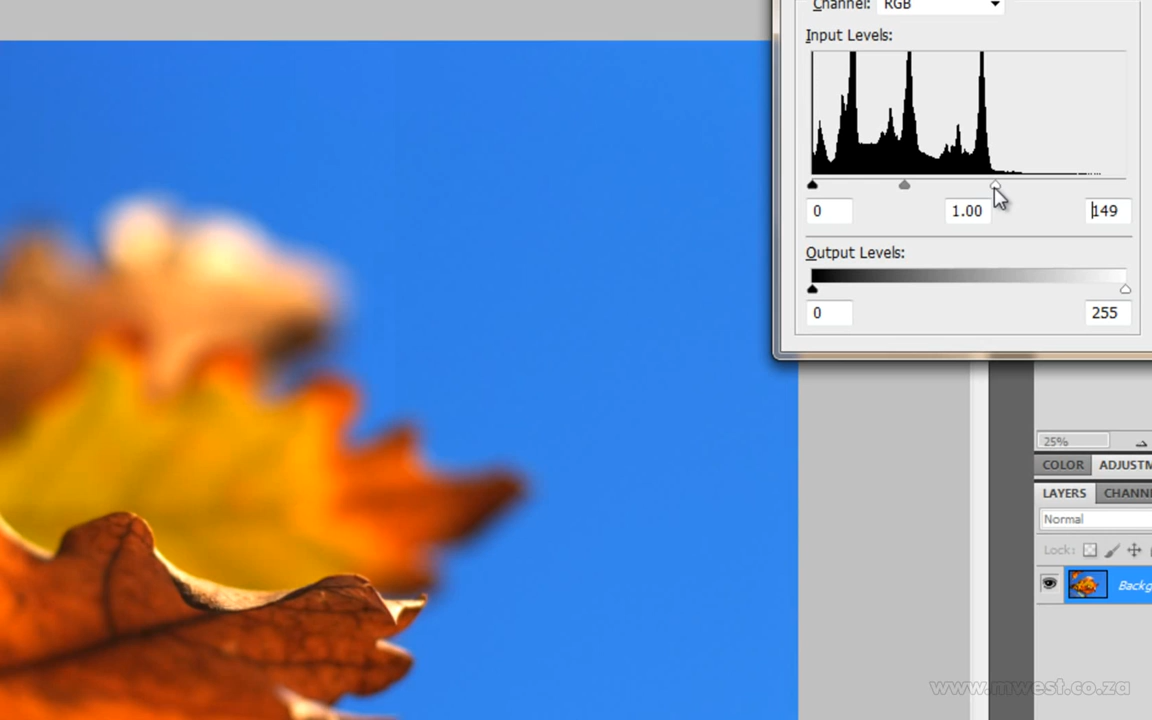 Channel: RGB
Input Levels:
0 1.00 149
Output Levels:
0 255
25%
COLOR ADJUSTM
LAYERS CHANN
Normal
Lock:
Backg
www.mwest.co.za